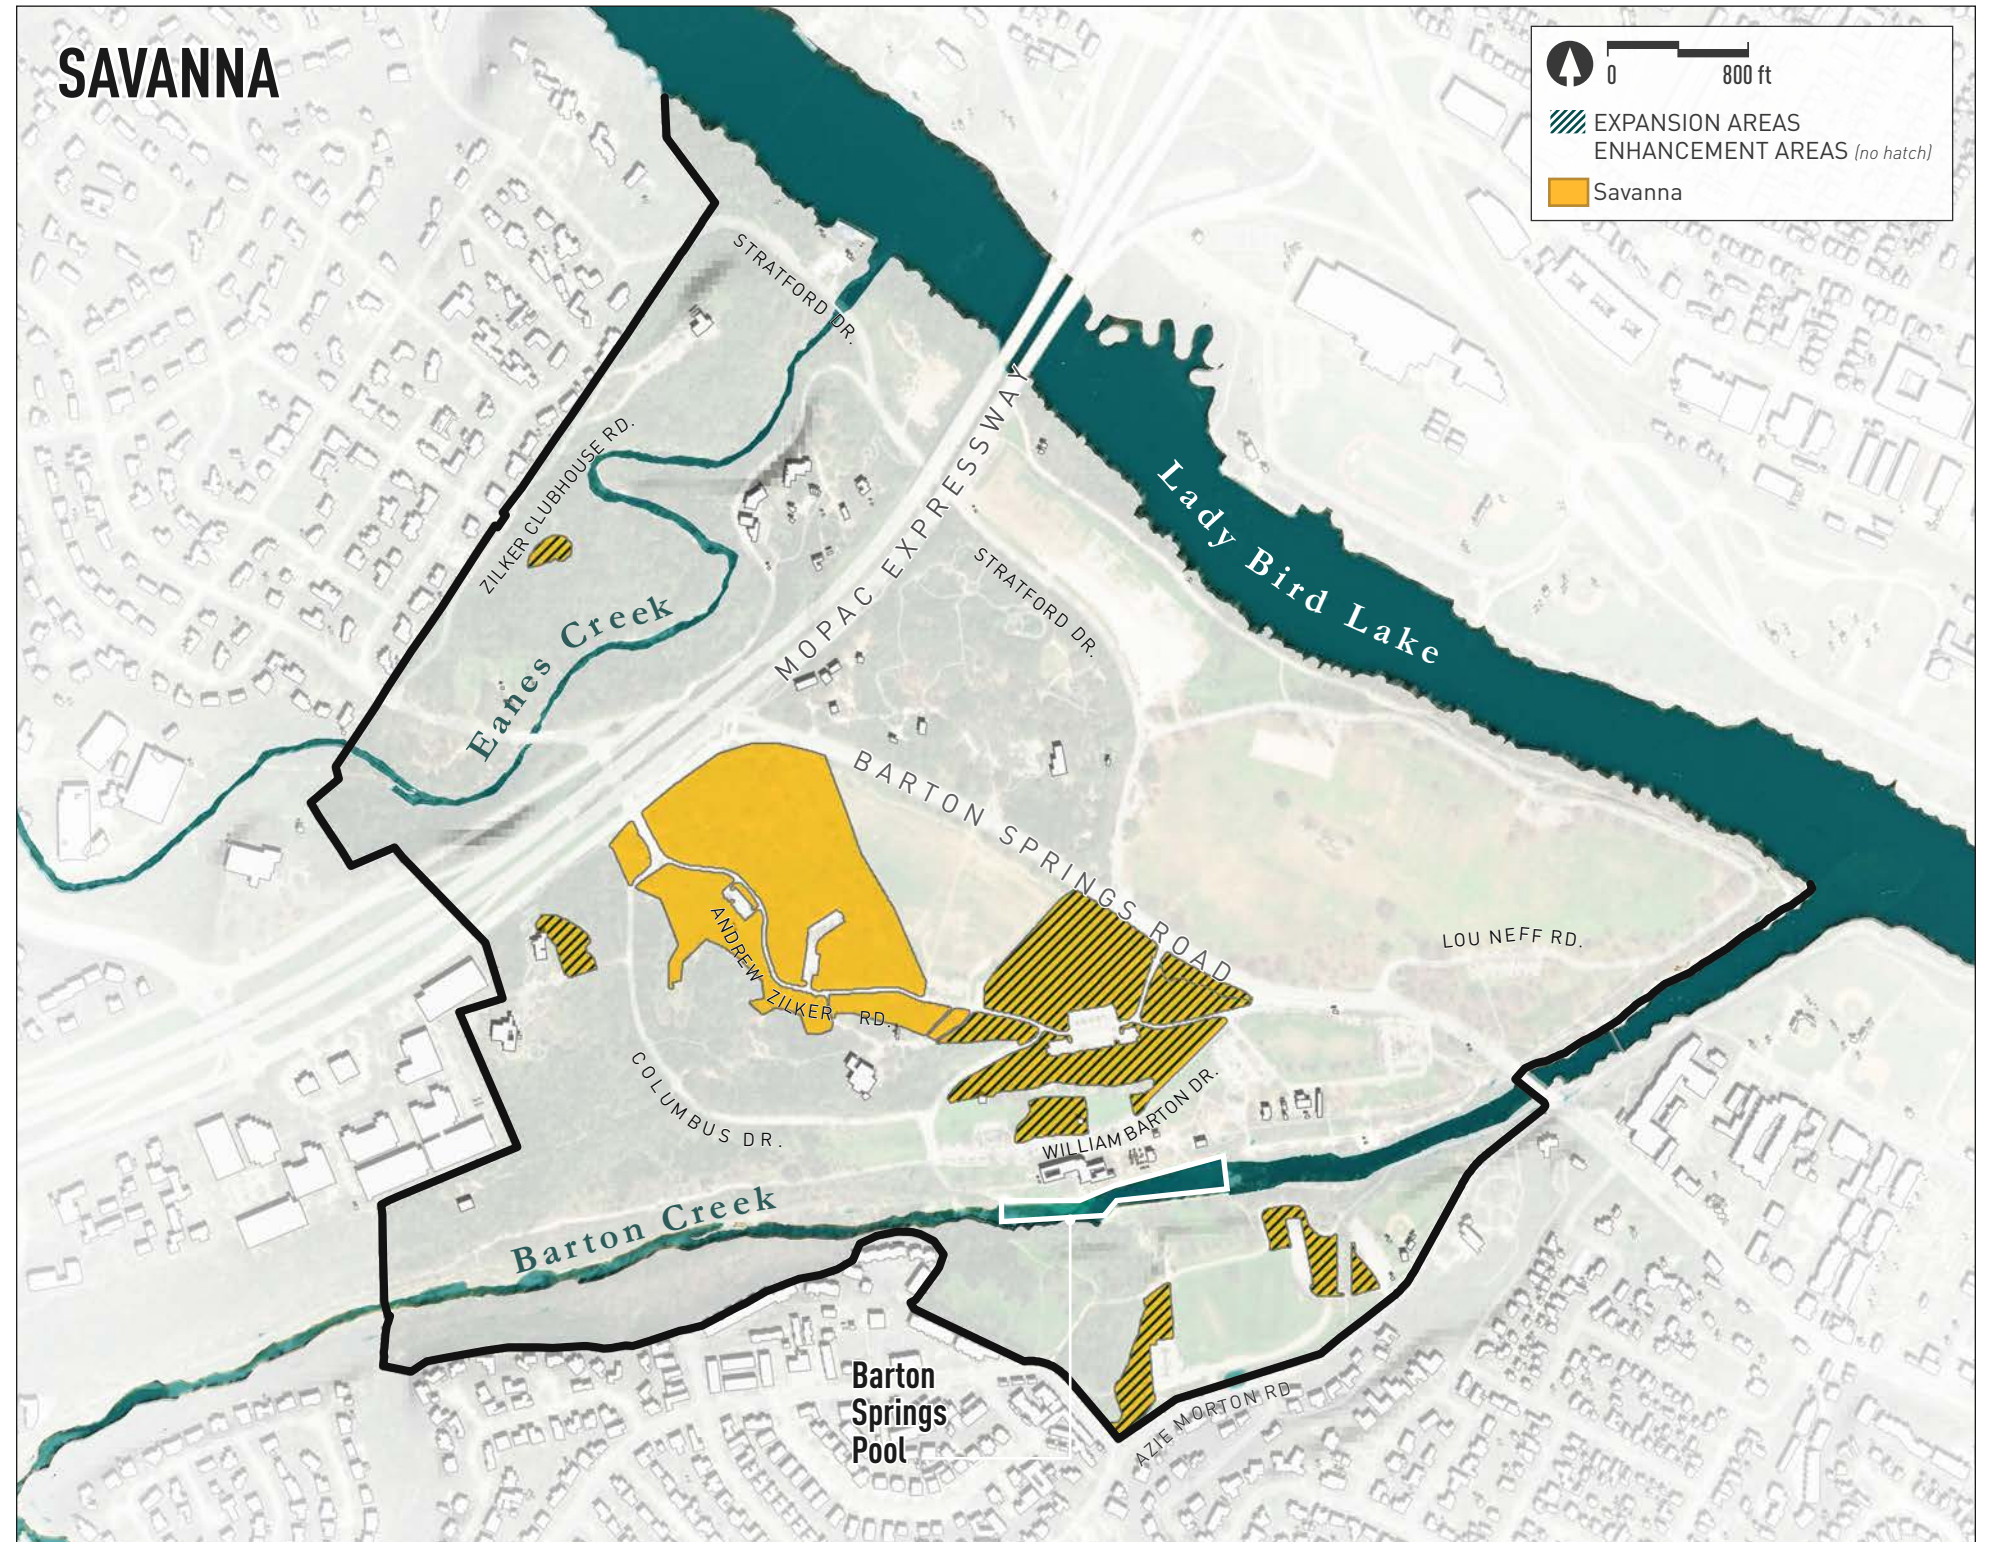 SAVANNA
0 800 ft
EXPANSION AREAS
ENHANCEMENT AREAS (no hatch)
Savanna
STRATFORD DR.
ZILKER CLUBHOUSE RD.
MOPAC EXPRESSWAY
Lady Bird Lake
STRATFORD DR.
Eanes Creek
BARTON SPRINGS ROAD
LOU NEFF RD.
ANDREW ZILKER RD.
COLUMBUS DR.
WILLIAM BARTON DR.
Barton Creek
Barton
Springs
Pool
AZIE MORTON RD